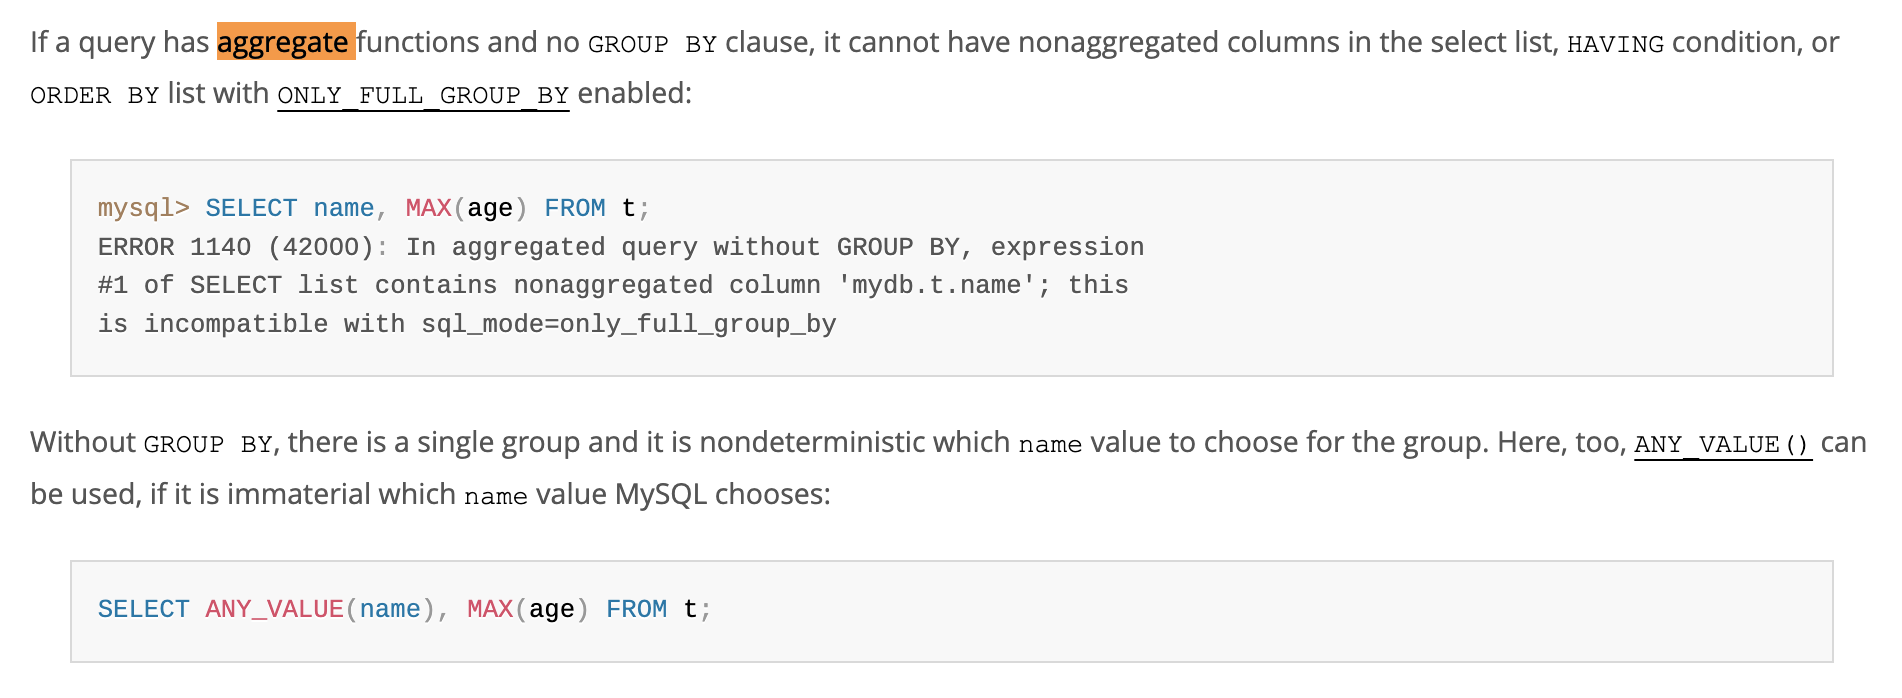 If a query has aggregate functions and no GROUP BY clause, it cannot have nonaggregated columns in the select list, HAVING condition, or
ORDER BY list with ONLY_FULL_GROUP_BY enabled:
mysql> SELECT name, MAX(age) FROM t;
ERROR 1140 (42000): In aggregated query without GROUP BY, expression
#1 of SELECT list contains nonaggregated column 'mydb.t.name'; this
is incompatible with sql_mode=only_full_group_by
Without GROUP BY, there is a single group and it is nondeterministic which name value to choose for the group. Here, too, ANY_VALUE() can
be used, if it is immaterial which name value MySQL chooses:
SELECT ANY_VALUE(name), MAX(age) FROM t;